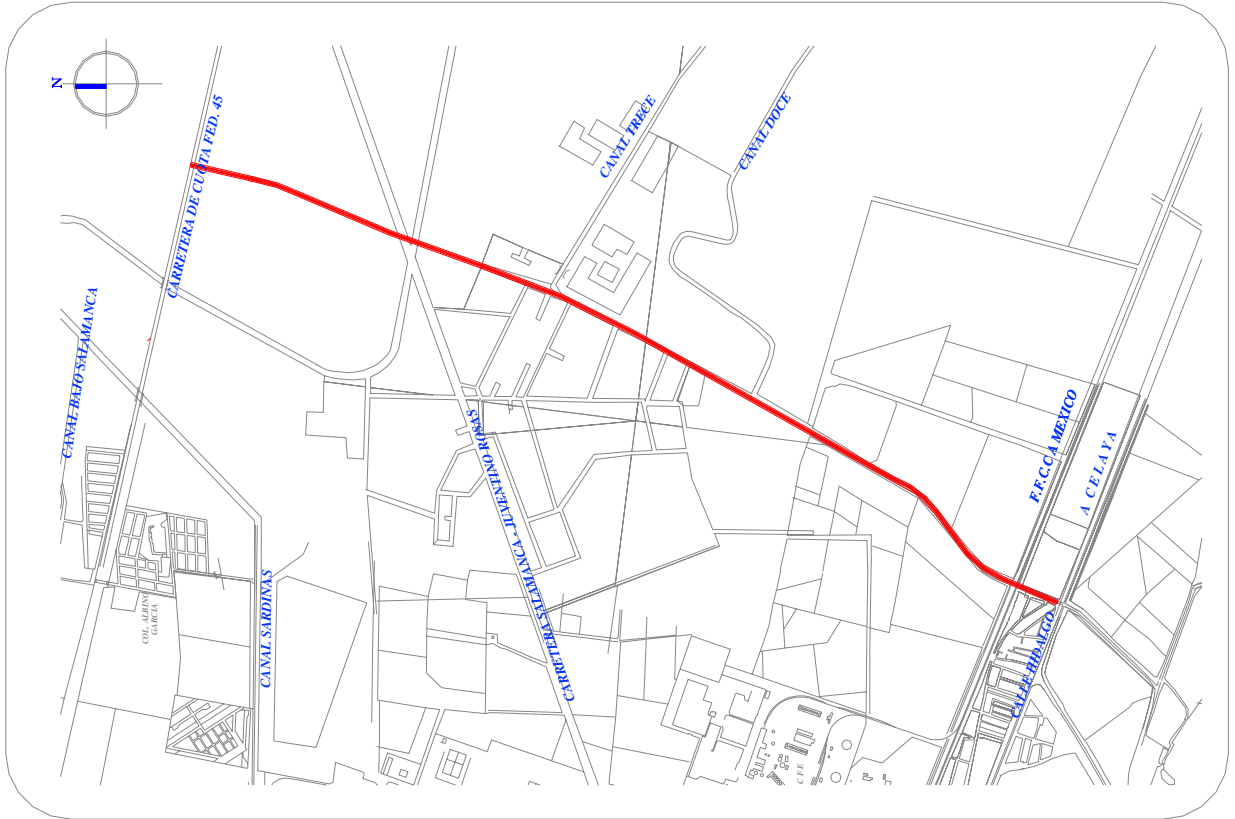 N
CARRETERA DE CUOTA FED. 45
CANAL TRECE
CANAL DOCE
CANAL BAJO SALAMANCA
F.F.C.C A MEXICO
A CELAYA
CARRETERA SALAMANCA - JUVENTINO ROSAS
CANAL SARDINAS
COL. ALBINO
GARCIA
CALLE HIDALGO
CFE